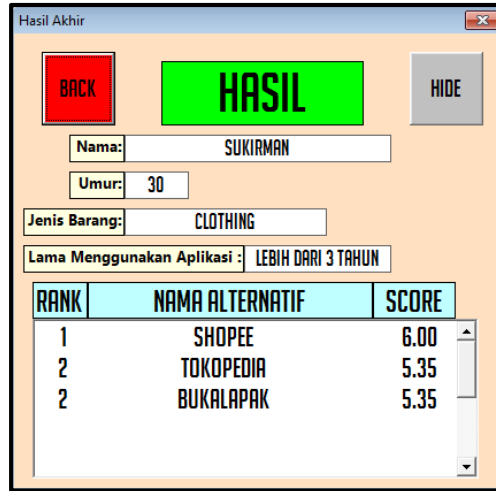 Hasil Akhir
BACK
HASIL
HIDE
Nama: SUKIRMAN
Umur: 30
Jenis Barang: CLOTHING
Lama Menggunakan Aplikasi : LEBIH DARI 3 TAHUN
RANK NAMA ALTERNATIF SCORE
1 SHOPEE 6.00
2 TOKOPEDIA 5.35
2 BUKALAPAK 5.35